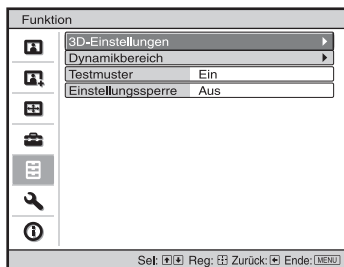 Funktion
3D-Einstellungen
Dynamikbereich
Testmuster Ein
Einstellungssperre Aus
Sel: Reg: Zurück: Ende: MENU